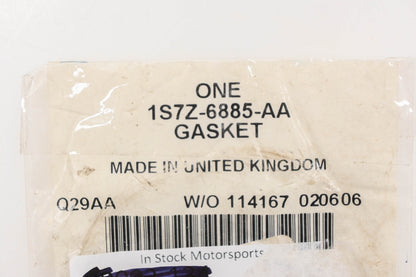 ONE
1S7Z-6885-AA
GASKET
MADE IN UNITED KINGDOM
Q29AA W/O 114167 020606
In Stock Motorsports